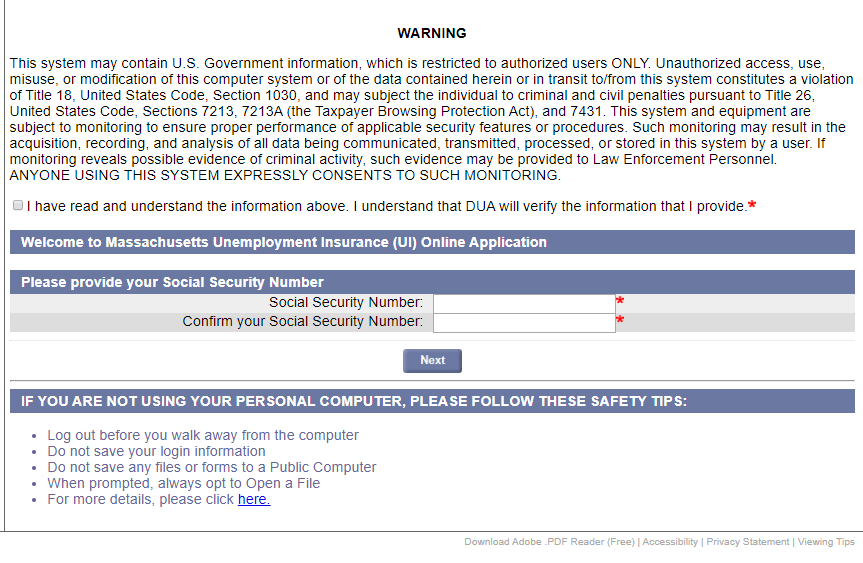 WARNING
This system may contain U.S. Government information, which is restricted to authorized users ONLY. Unauthorized access, use,
misuse, or modification of this computer system or of the data contained herein or in transit to/from this system constitutes a violation
of Title 18, United States Code, Section 1030, and may subject the individual to criminal and civil penalties pursuant to Title 26,
United States Code, Sections 7213, 7213A (the Taxpayer Browsing Protection Act), and 7431. This system and equipment are
subject to monitoring to ensure proper performance of applicable security features or procedures. Such monitoring may result in the
acquisition, recording, and analysis of all data being communicated, transmitted, processed, or stored in this system by a user. If
monitoring reveals possible evidence of criminal activity, such evidence may be provided to Law Enforcement Personnel.
ANYONE USING THIS SYSTEM EXPRESSLY CONSENTS TO SUCH MONITORING.
I have read and understand the information above. I understand that DUA will verify the information that I provide.*
Welcome to Massachusetts Unemployment Insurance (UI) Online Application
Please provide your Social Security Number
Social Security Number: *
Confirm your Social Security Number: *
Next
IF YOU ARE NOT USING YOUR PERSONAL COMPUTER, PLEASE FOLLOW THESE SAFETY TIPS:
• Log out before you walk away from the computer
• Do not save your login information
• Do not save any files or forms to a Public Computer
• When prompted, always opt to Open a File
• For more details, please click here.
Download Adobe .PDF Reader (Free) | Accessibility | Privacy Statement | Viewing Tips